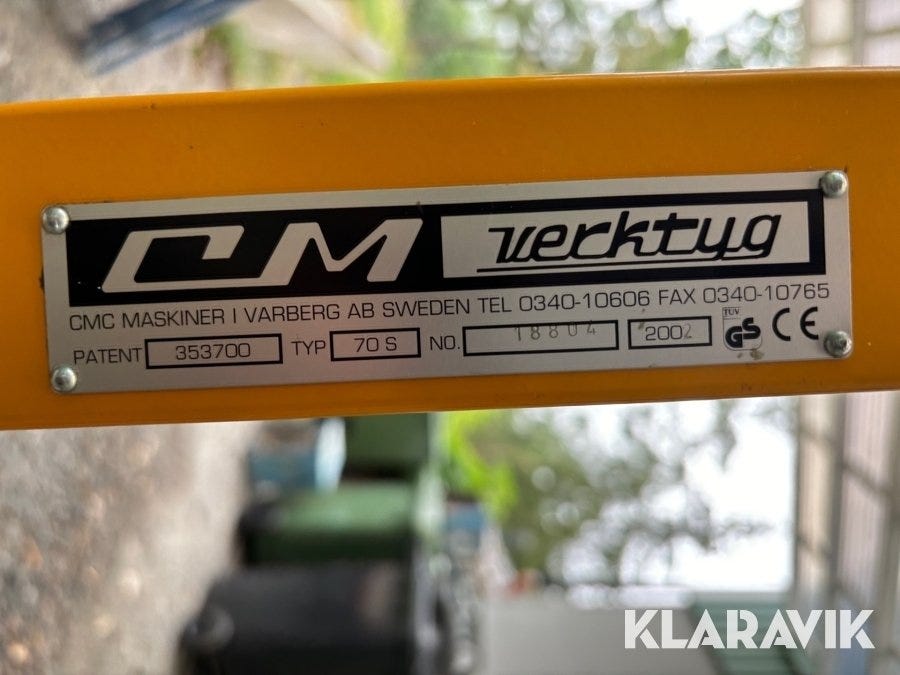 CM verktyg
CMC MASKINER I VARBERG AB SWEDEN TEL 0340-10606 FAX 0340-10765
PATENT 353700 TYP 70 S NO. 18804 2002 TUV GS CE
KLARAVIK